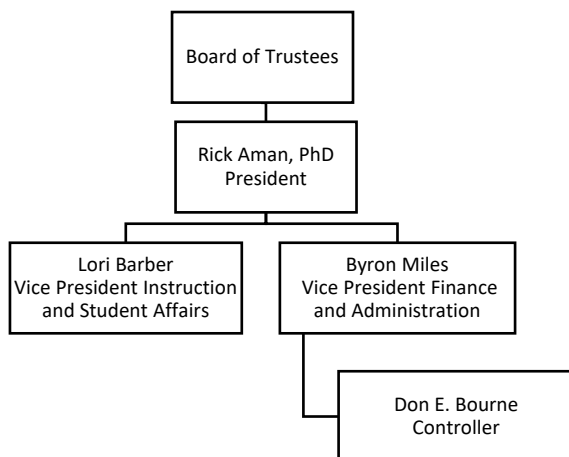 Board of Trustees
Rick Aman, PhD
President
Lori Barber
Vice President Instruction
and Student Affairs
Byron Miles
Vice President Finance
and Administration
Don E. Bourne
Controller